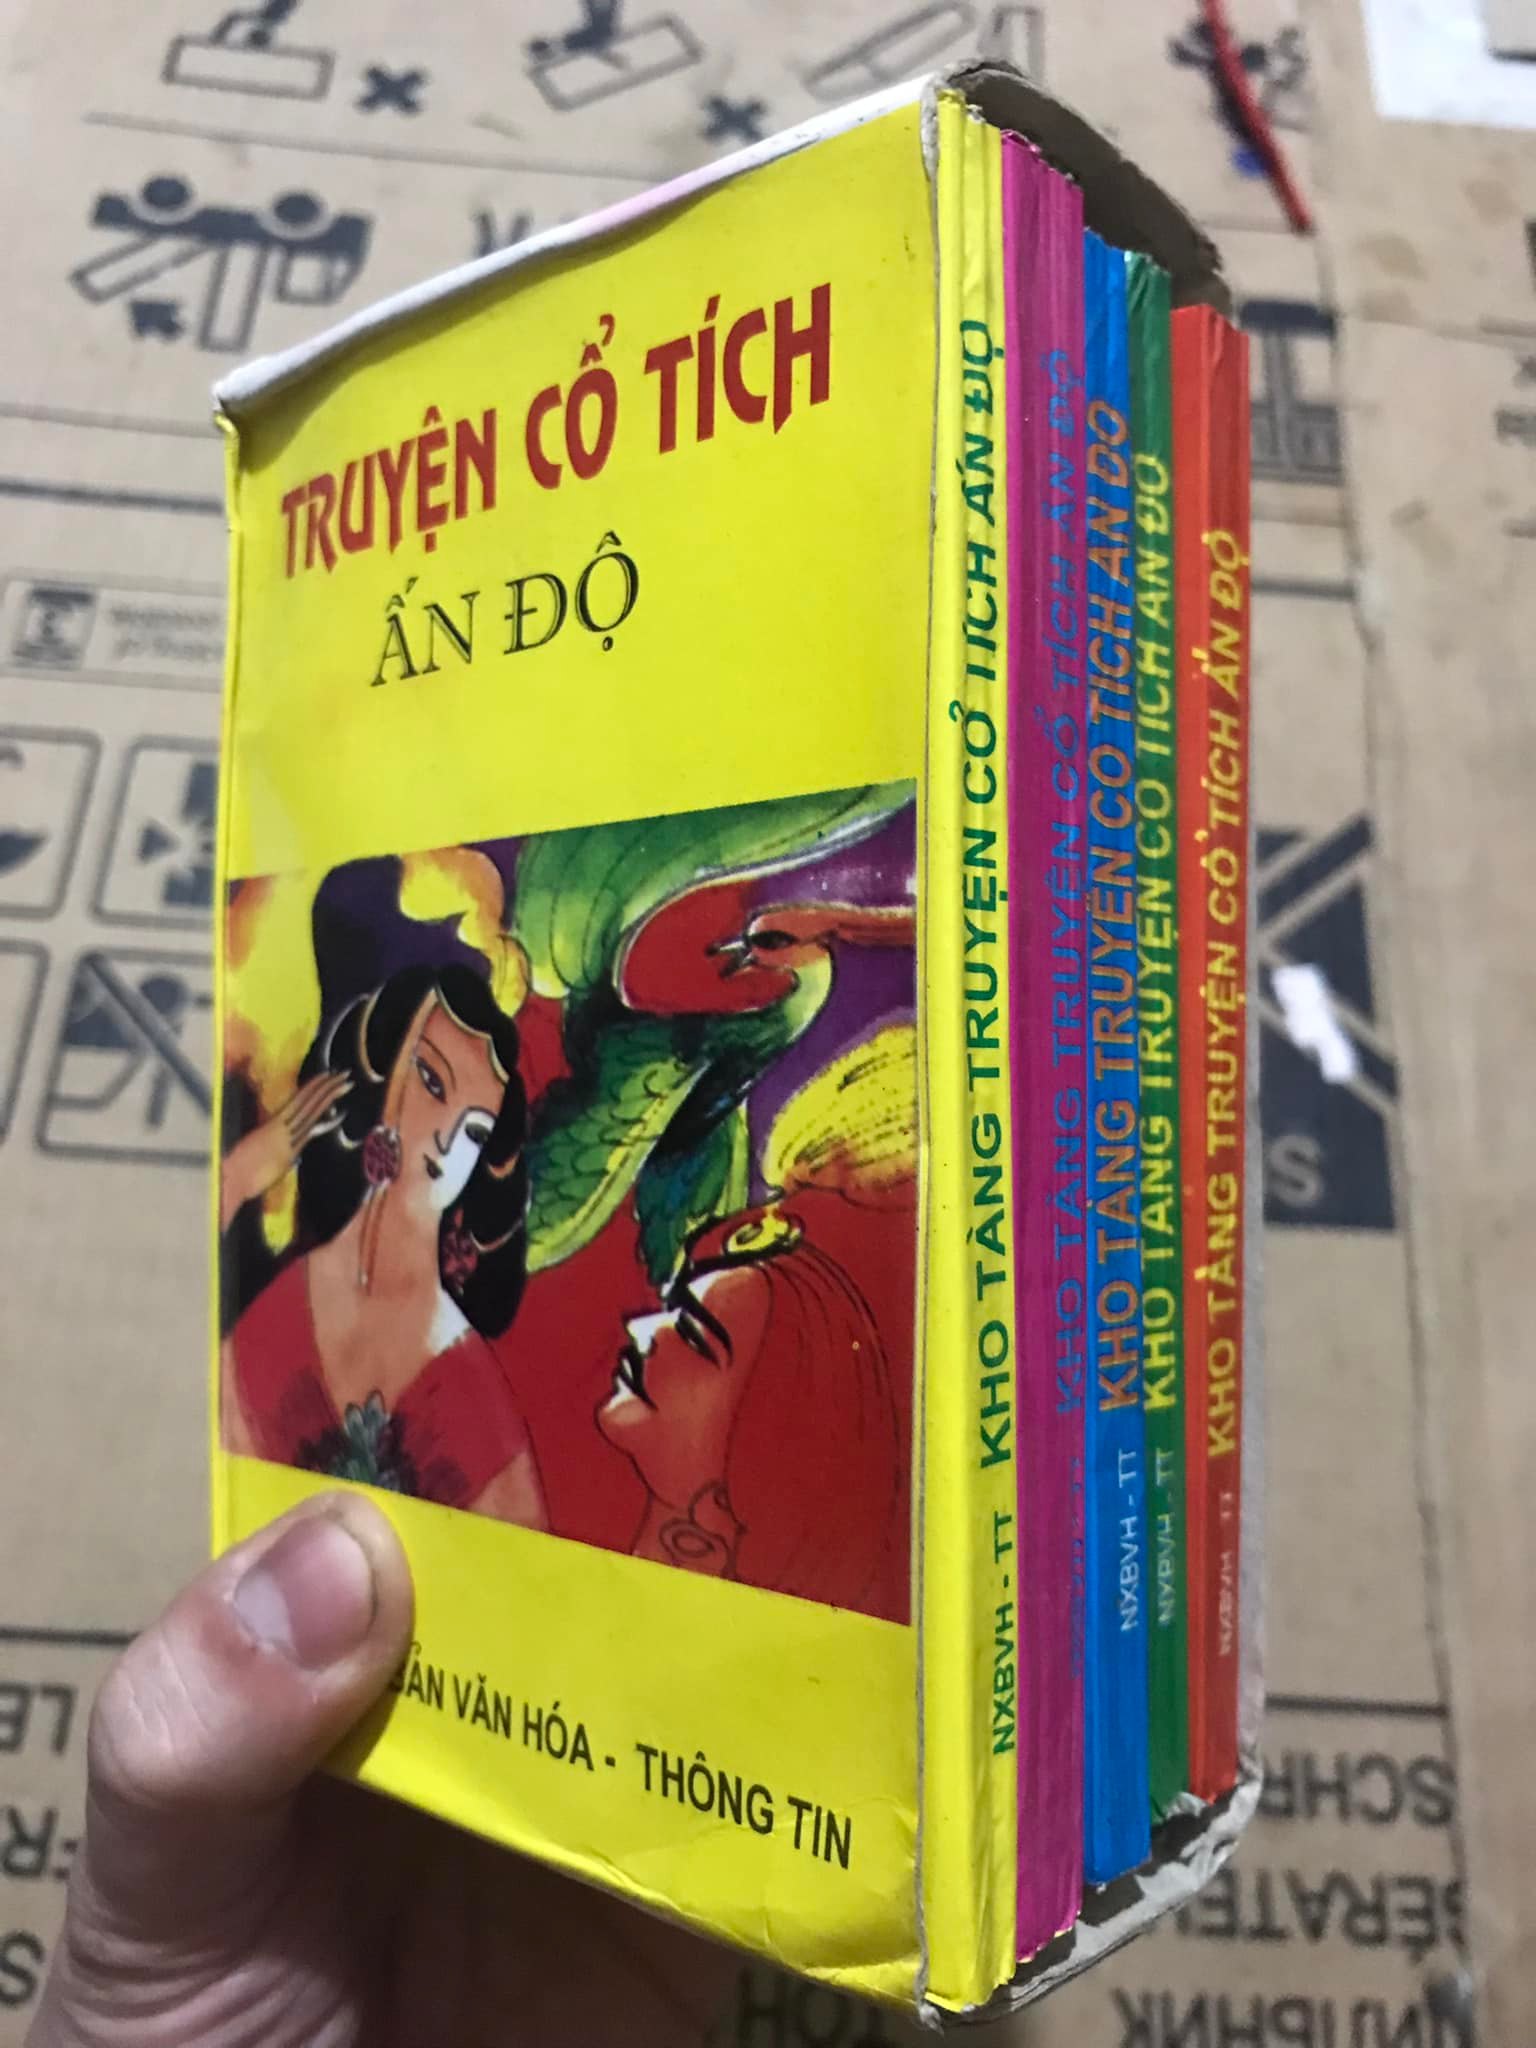 TRUYỆN CỔ TÍCH
ẤN ĐỘ
BẢN VĂN HÓA - THÔNG TIN
NXBVH - TT KHO TÀNG TRUYỆN CỔ TÍCH ẤN ĐỘ
KHO TÀNG TRUYỆN CỔ TÍCH ẤN ĐỘ
NXBVH - TT KHO TÀNG TRUYỆN CỔ TÍCH ẤN ĐỘ
NXBVH - TT KHO TÀNG TRUYỆN CỔ TÍCH ẤN ĐỘ
NXBVH - TT KHO TÀNG TRUYỆN CỔ TÍCH ẤN ĐỘ